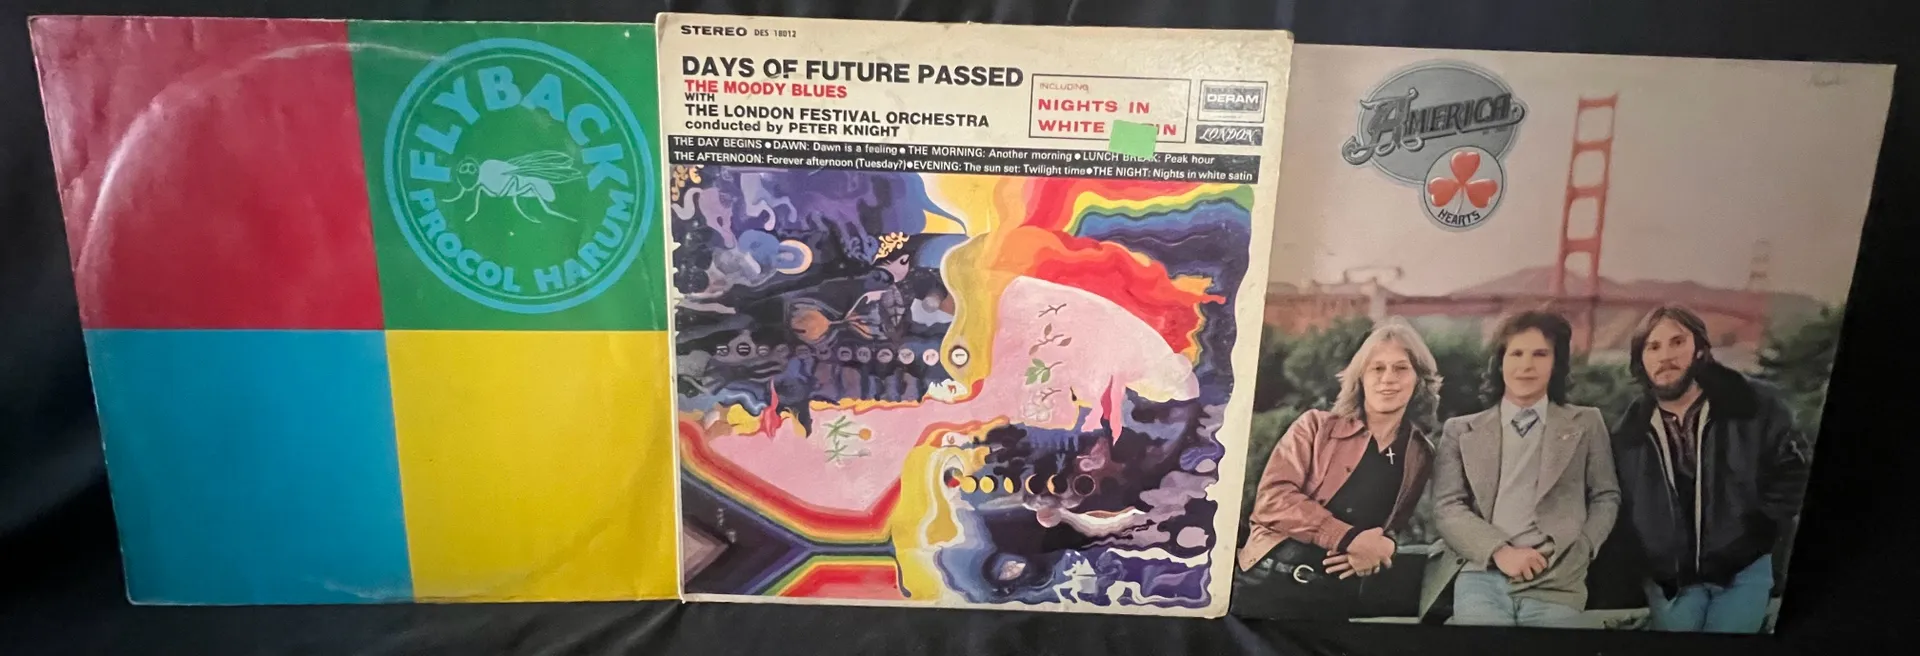 FLYBACK
PROCOL HARUM
STEREO DES 18012
DAYS OF FUTURE PASSED
THE MOODY BLUES
WITH
THE LONDON FESTIVAL ORCHESTRA
conducted by PETER KNIGHT
INCLUDING
NIGHTS IN
WHITE IN
DERAM
LONDON
THE DAY BEGINS ● DAWN: Dawn is a feeling ● THE MORNING: Another morning ● LUNCH BREAK: Peak hour
THE AFTERNOON: Forever afternoon (Tuesday?) ● EVENING: The sun set: Twilight time ● THE NIGHT: Nights in white satin
AMERICA
HEARTS